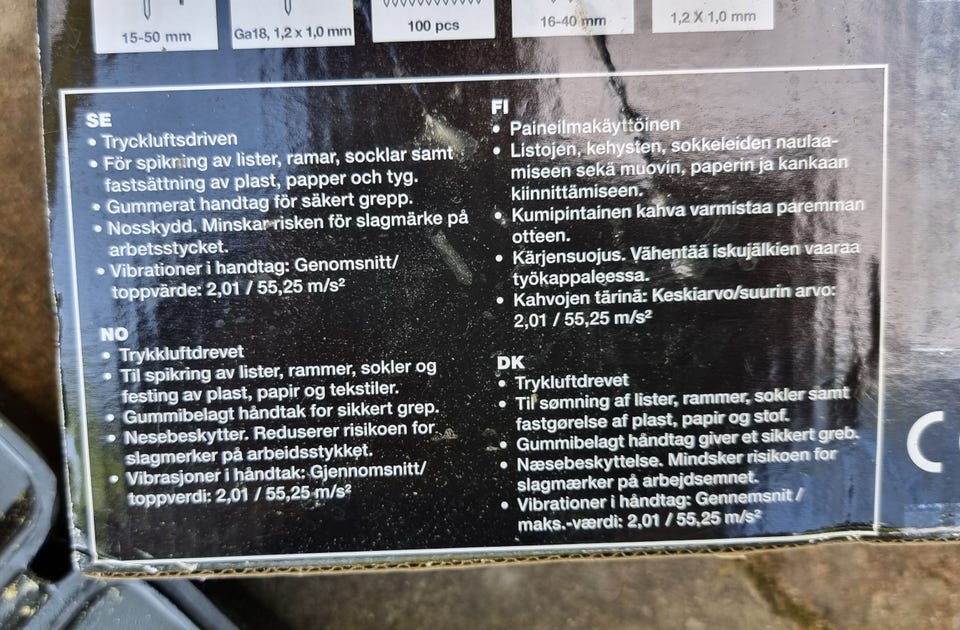 15-50 mm
Ga18, 1,2 x 1,0 mm
100 pcs
16-40 mm
1,2 X 1,0 mm
SE
• Tryckluftsdriven
• För spikning av lister, ramar, socklar samt
fastsättning av plast, papper och tyg.
• Gummerat handtag för säkert grepp.
• Nosskydd. Minskar risken för slagmärke på
arbetsstycket.
• Vibrationer i handtag: Genomsnitt/
toppvärde: 2,01 / 55,25 m/s²
NO
• Trykkluftdrevet
• Til spikring av lister, rammer, sokler og
festing av plast, papir og tekstiler.
• Gummibelagt håndtak for sikkert grep.
• Nesebeskytter. Reduserer risikoen for
slagmerker på arbeidsstykket.
• Vibrasjoner i håndtak: Gjennomsnitt/
toppverdi: 2,01 / 55,25 m/s²
FI
• Paineilmakäyttöinen
• Listojen, kehysten, sokkeleiden naulaa-
miseen sekä muovin, paperin ja kankaan
kiinnittämiseen.
• Kumipintainen kahva varmistaa paremman
otteen.
• Kärjensuojus. Vähentää iskujälkien vaaraa
työkappaleessa.
• Kahvojen tärinä: Keskiarvo/suurin arvo:
2,01 / 55,25 m/s²
DK
• Trykluftdrevet
• Til sømning af lister, rammer, sokler samt
fastgørelse af plast, papir og stof.
• Gummibelagt håndtag giver et sikkert greb.
• Næsebeskyttelse. Mindsker risikoen for
slagmærker på arbejdsemnet.
• Vibrationer i håndtag: Gennemsnit /
maks.-værdi: 2,01 / 55,25 m/s²
C